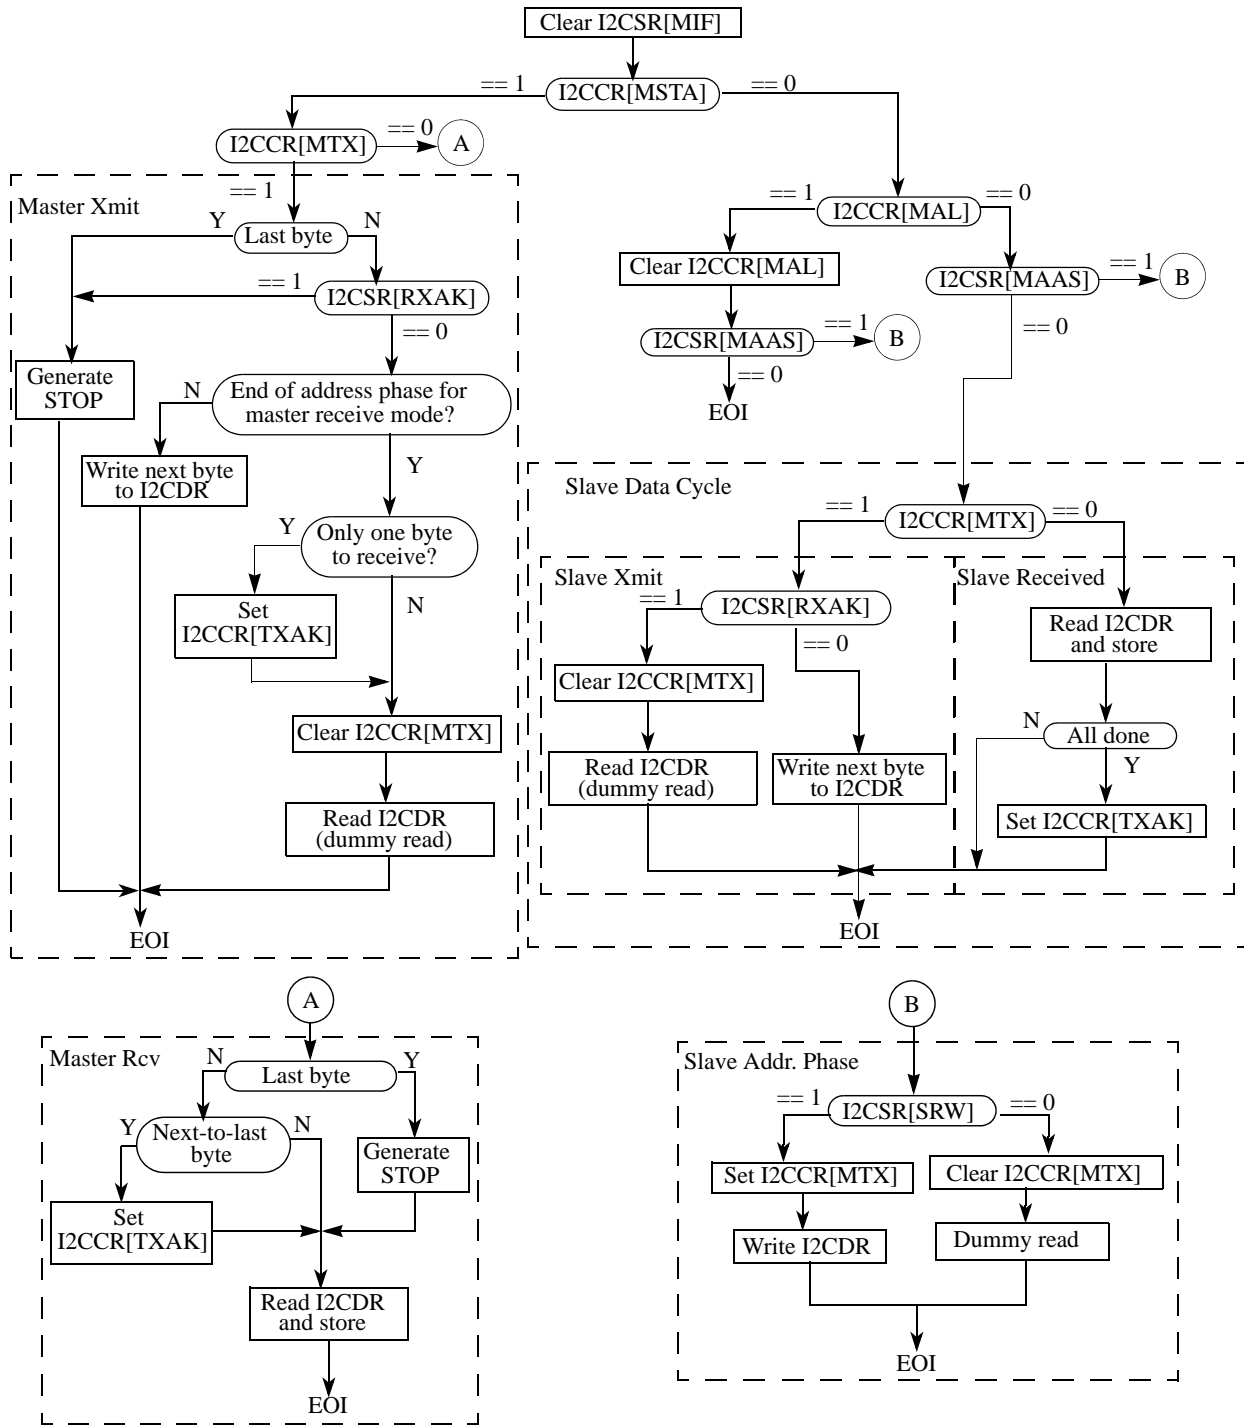 Clear I2CSR[MIF]
== 1
I2CCR[MSTA]
== 0
I2CCR[MTX]
== 0
A
== 1
Master Xmit
Y
Last byte
N
== 1
I2CSR[RXAK]
== 0
Generate
STOP
N
End of address phase for
master receive mode?
Write next byte
to I2CDR
Y
Y
Only one byte
to receive?
Set
I2CCR[TXAK]
N
Clear I2CCR[MTX]
Read I2CDR
(dummy read)
EOI
== 1
I2CCR[MAL]
== 0
Clear I2CCR[MAL]
I2CSR[MAAS]
== 1
B
I2CSR[MAAS]
== 1
B
== 0
== 0
EOI
Slave Data Cycle
== 1
I2CCR[MTX]
== 0
Slave Xmit
== 1
I2CSR[RXAK]
== 0
Clear I2CCR[MTX]
Read I2CDR
(dummy read)
Write next byte
to I2CDR
Slave Received
Read I2CDR
and store
N
All done
Y
Set I2CCR[TXAK]
EOI
A
Master Rcv
N
Last byte
Y
Y
Next-to-last
byte
N
Generate
STOP
Set
I2CCR[TXAK]
Read I2CDR
and store
EOI
B
Slave Addr. Phase
== 1
I2CSR[SRW]
== 0
Set I2CCR[MTX]
Clear I2CCR[MTX]
Write I2CDR
Dummy read
EOI